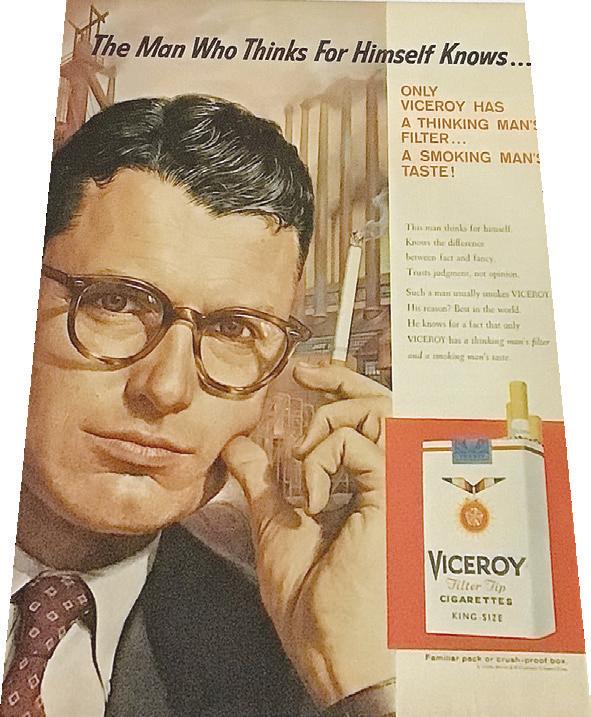 The Man Who Thinks For Himself Knows...
ONLY
VICEROY HAS
A THINKING MAN'S
FILTER...
A SMOKING MAN'S
TASTE!
This man thinks for himself.
Knows the difference
between fact and fancy.
Trusts judgment, not opinion.
Such a man usually smokes VICEROY
His reason? Best in the world.
He knows for a fact that only
VICEROY has a thinking man's filter
and a smoking man's taste.
VICEROY
Filter Tip
CIGARETTES
KING-SIZE
Familiar pack or crush-proof box.